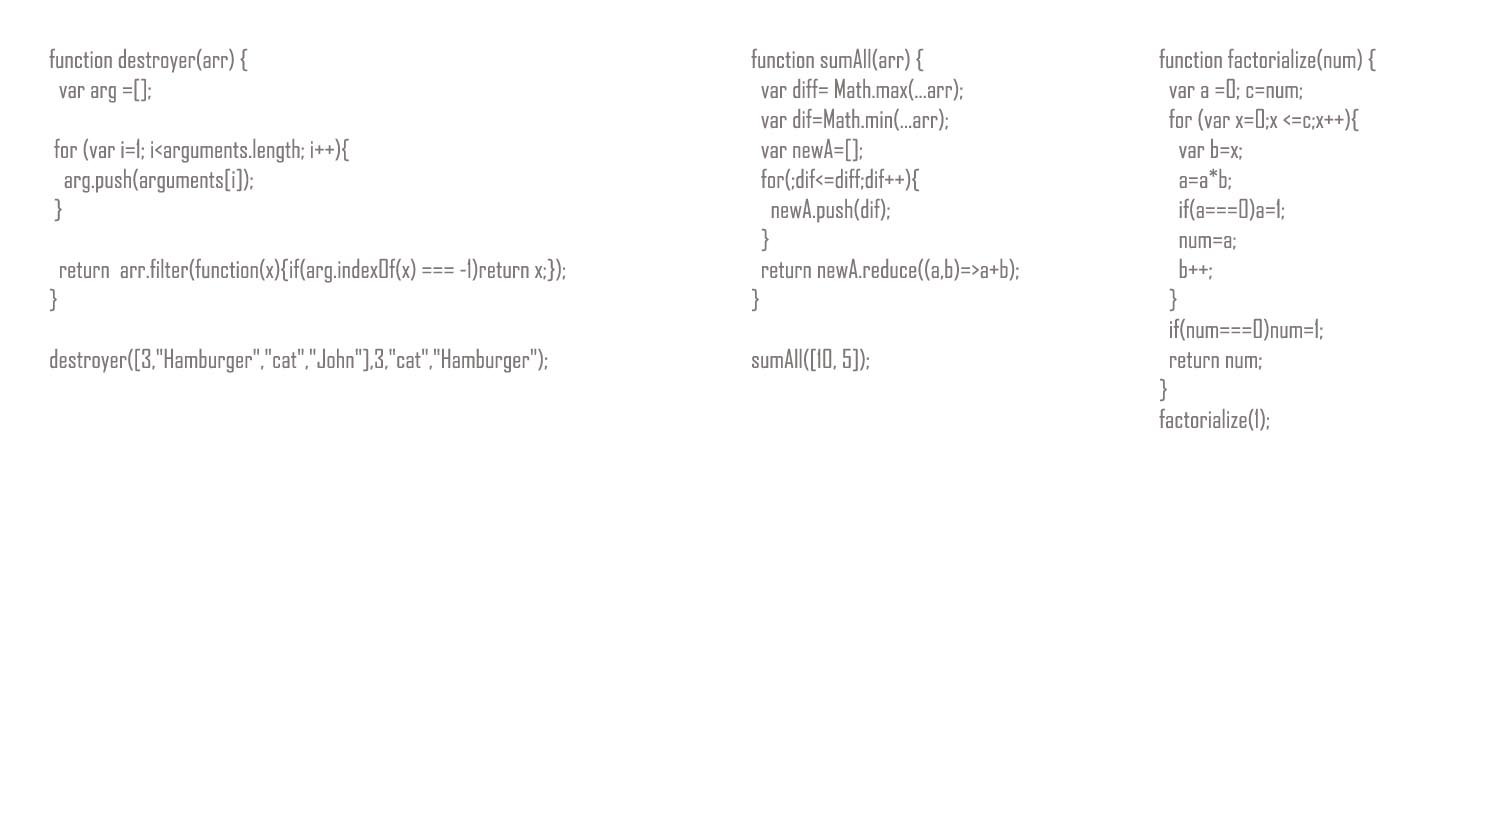 function destroyer(arr) {
var arg =[];
for (var i=1; i<arguments.length; i++){
arg.push(arguments[i]);
}
return  arr.filter(function(x){if(arg.indexOf(x) === -1)return x;});
}
destroyer([3,"Hamburger","cat","John"],3,"cat","Hamburger");
function sumAll(arr) {
var diff= Math.max(...arr);
var dif=Math.min(...arr);
var newA=[];
for(;dif<=diff;dif++){
newA.push(dif);
}
return newA.reduce((a,b)=>a+b);
}
sumAll([10, 5]);
function factorialize(num) {
var a =0; c=num;
for (var x=0;x <=c;x++){
var b=x;
a=a*b;
if(a===0)a=1;
num=a;
b++;
}
if(num===0)num=1;
return num;
}
factorialize(1);